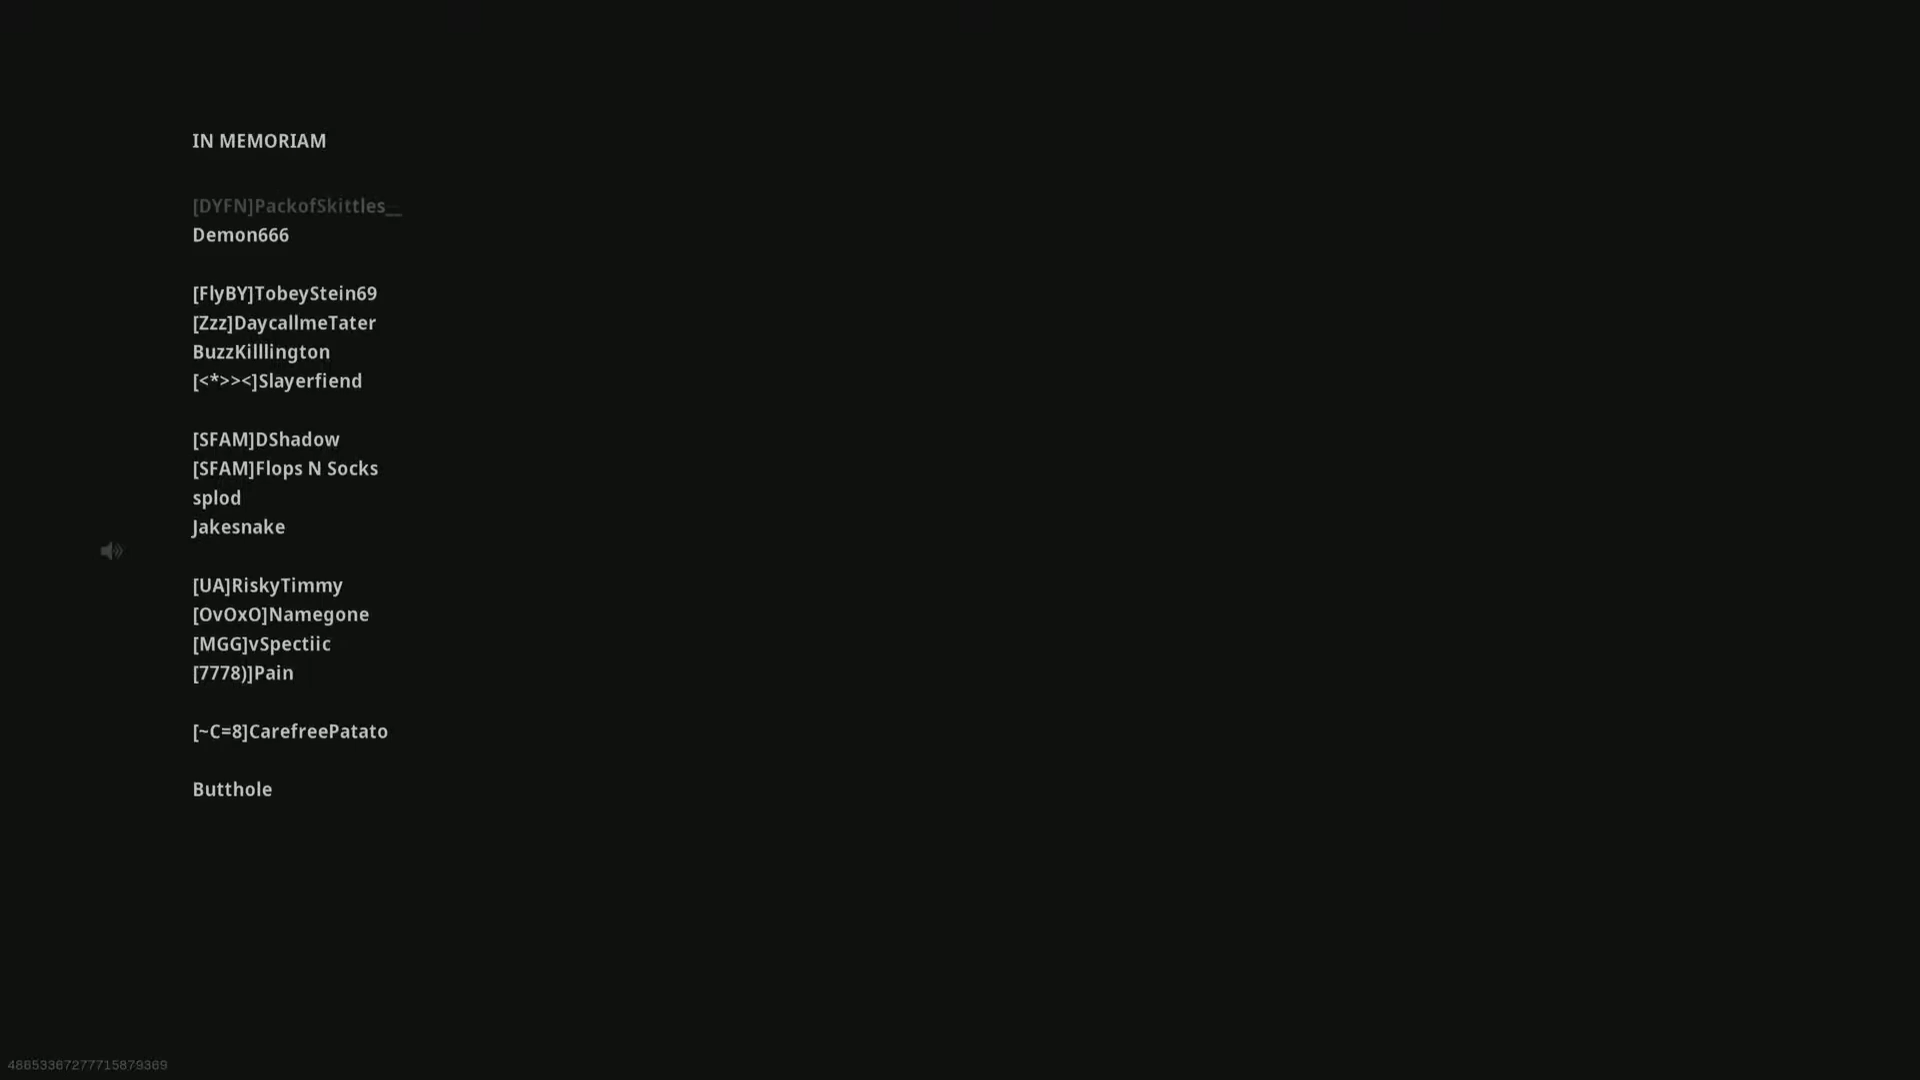 IN MEMORIAM
[DYFN]PackofSkittles__
Demon666
[FlyBY]TobeyStein69
[Zzz]DaycallmeTater
BuzzKilllington
[<*>><]Slayerfiend
[SFAM]DShadow
[SFAM]Flops N Socks
splod
Jakesnake
[UA]RiskyTimmy
[OvOxO]Namegone
[MGG]vSpectiic
[7778)]Pain
[~C=8]CarefreePatato
Butthole